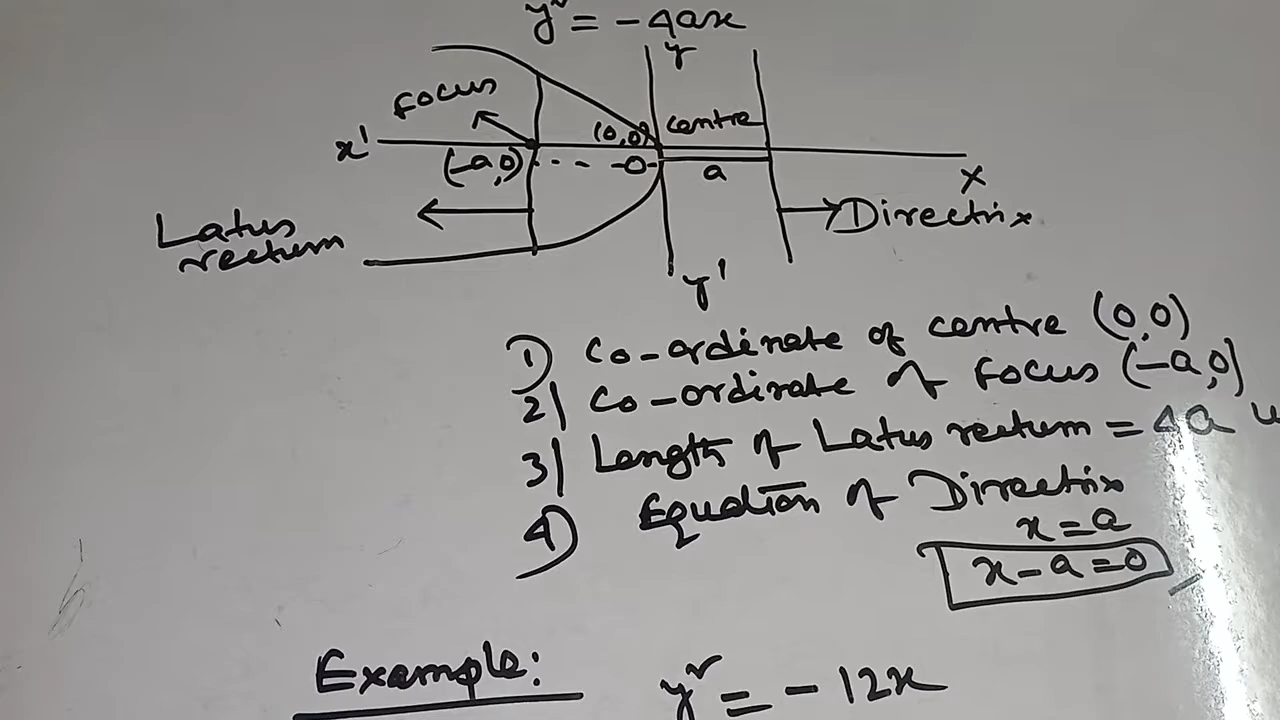 y² = -4ax
y
focus
(0,0)
centre
x'
(-a,0)
0
a
x
Latus
rectum
Directrix
y'
1) Co-ordinate of centre (0,0)
2) Co-ordinate of focus (-a,0)
3) Length of Latus rectum = 4a u
4) Equation of Directrix
x = a
x - a = 0
Example: y² = - 12x